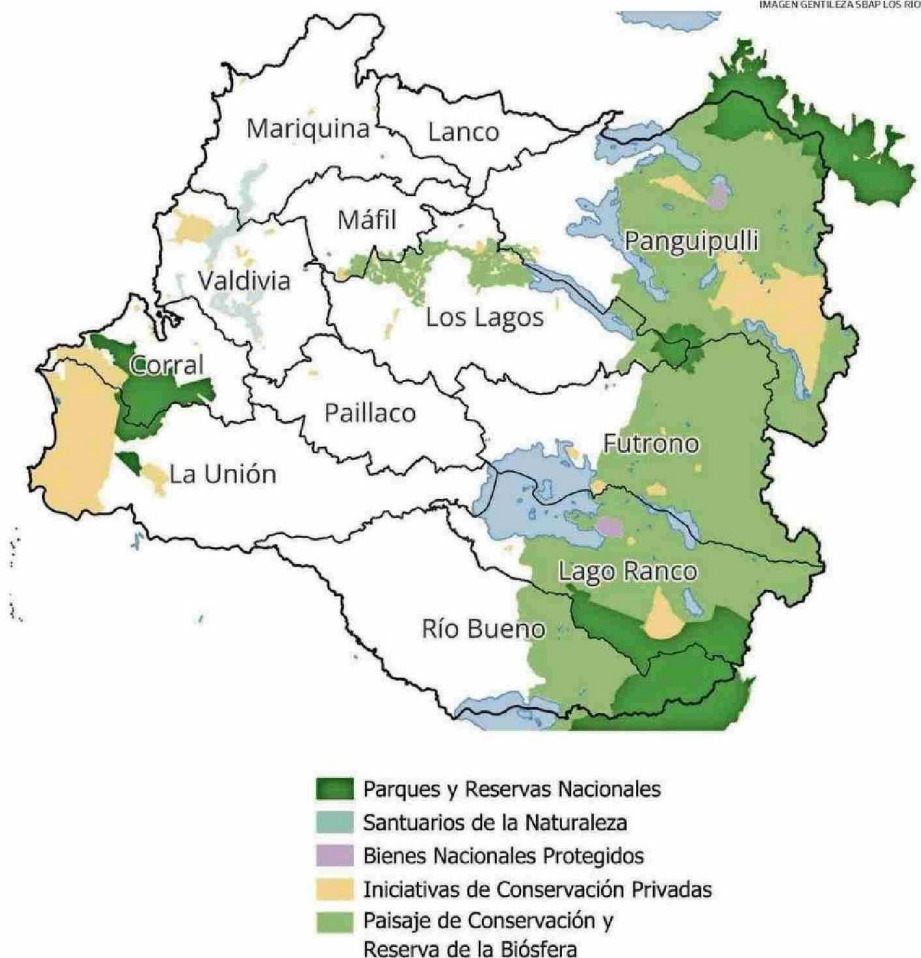 IMAGEN GENTILEZA SBAP LOS RIO
Mariquina
Lanco
Máfil
Panguipulli
Valdivia
Los Lagos
Corral
Paillaco
Futrono
La Unión
Lago Ranco
Río Bueno
Parques y Reservas Nacionales
Santuarios de la Naturaleza
Bienes Nacionales Protegidos
Iniciativas de Conservación Privadas
Paisaje de Conservación y
Reserva de la Biósfera